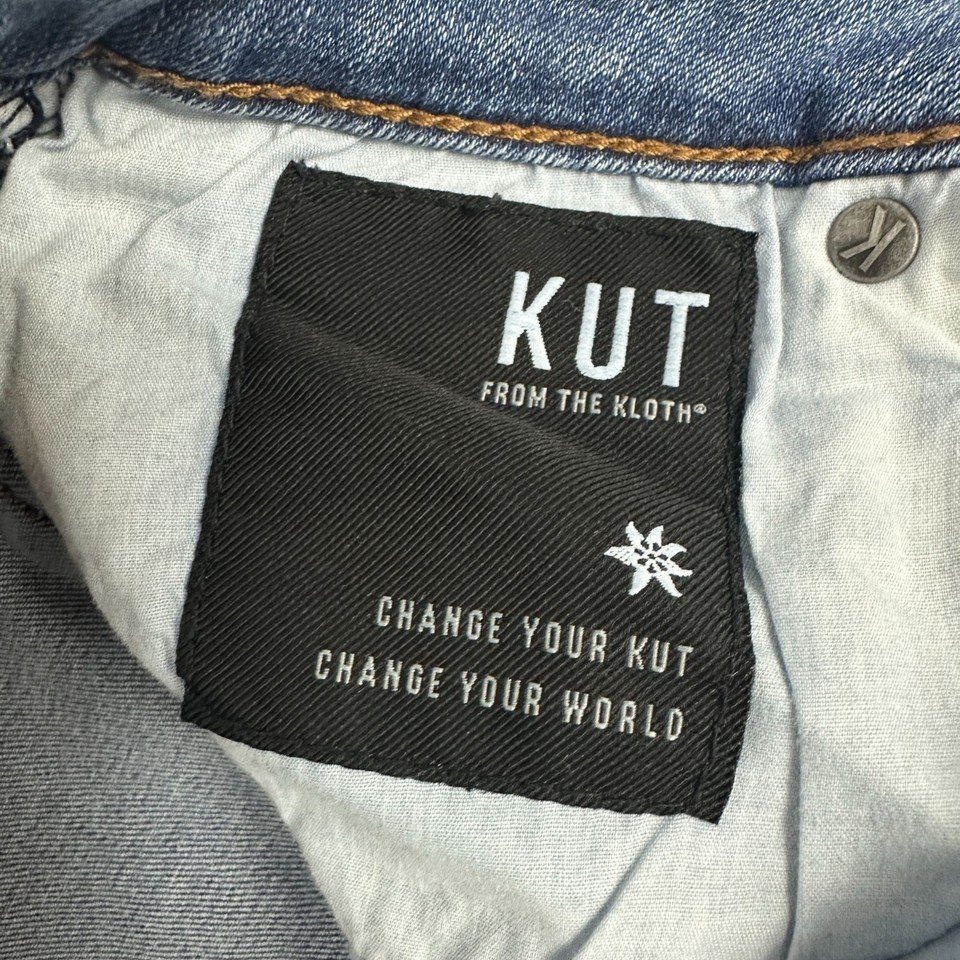 KUT
FROM THE KLOTH®
CHANGE YOUR KUT
CHANGE YOUR WORLD
K